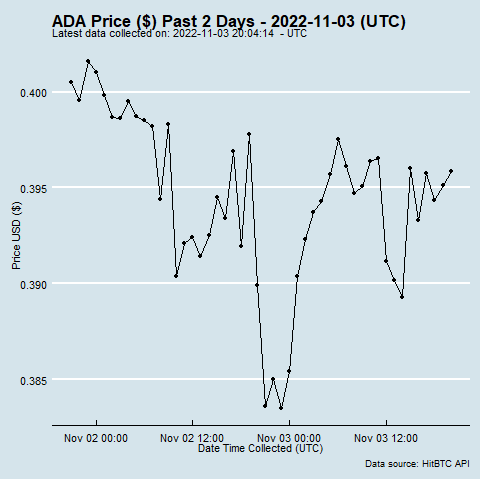 ADA Price ($) Past 2 Days - 2022-11-03 (UTC)
Latest data collected on: 2022-11-03 20:04:14 - UTC
0.400
0.395
0.390
0.385
Price USD ($)
Nov 02 00:00 Nov 02 12:00 Nov 03 00:00 Nov 03 12:00
Date Time Collected (UTC)
Data source: HitBTC API